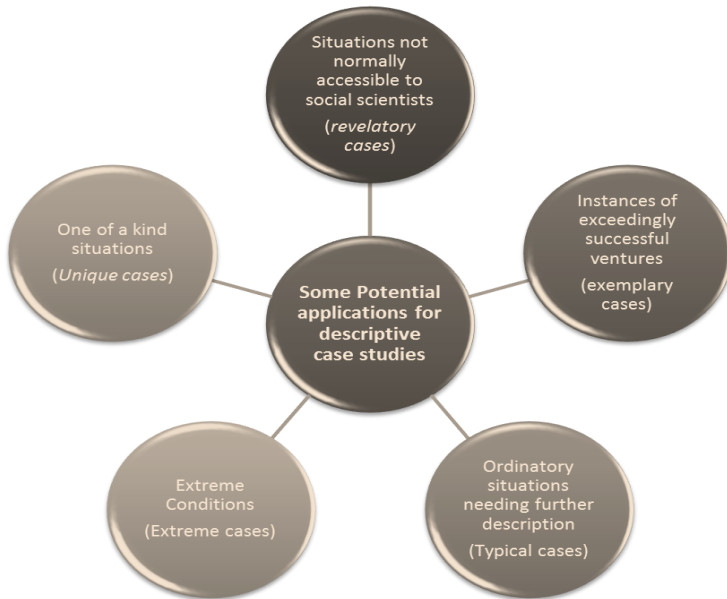 Situations not
normally
accessible to
social scientists
(revelatory
cases)
One of a kind
situations
(Unique cases)
Instances of
exceedingly
successful
ventures
(exemplary
cases)
Some Potential
applications for
descriptive
case studies
Extreme
Conditions
(Extreme cases)
Ordinatory
situations
needing further
description
(Typical cases)